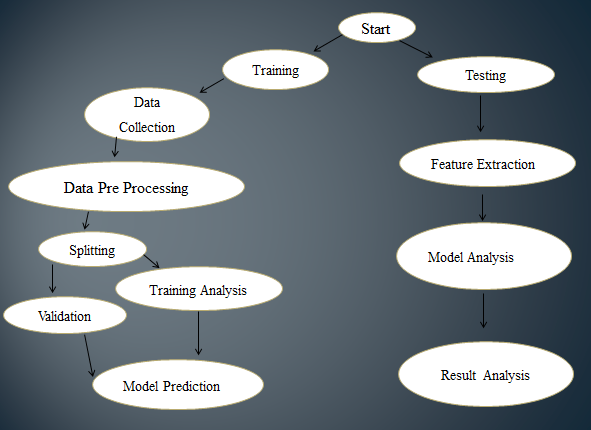 Start
Training
Testing
Data
Collection
Feature Extraction
Data Pre Processing
Splitting
Model Analysis
Training Analysis
Validation
Model Prediction
Result Analysis